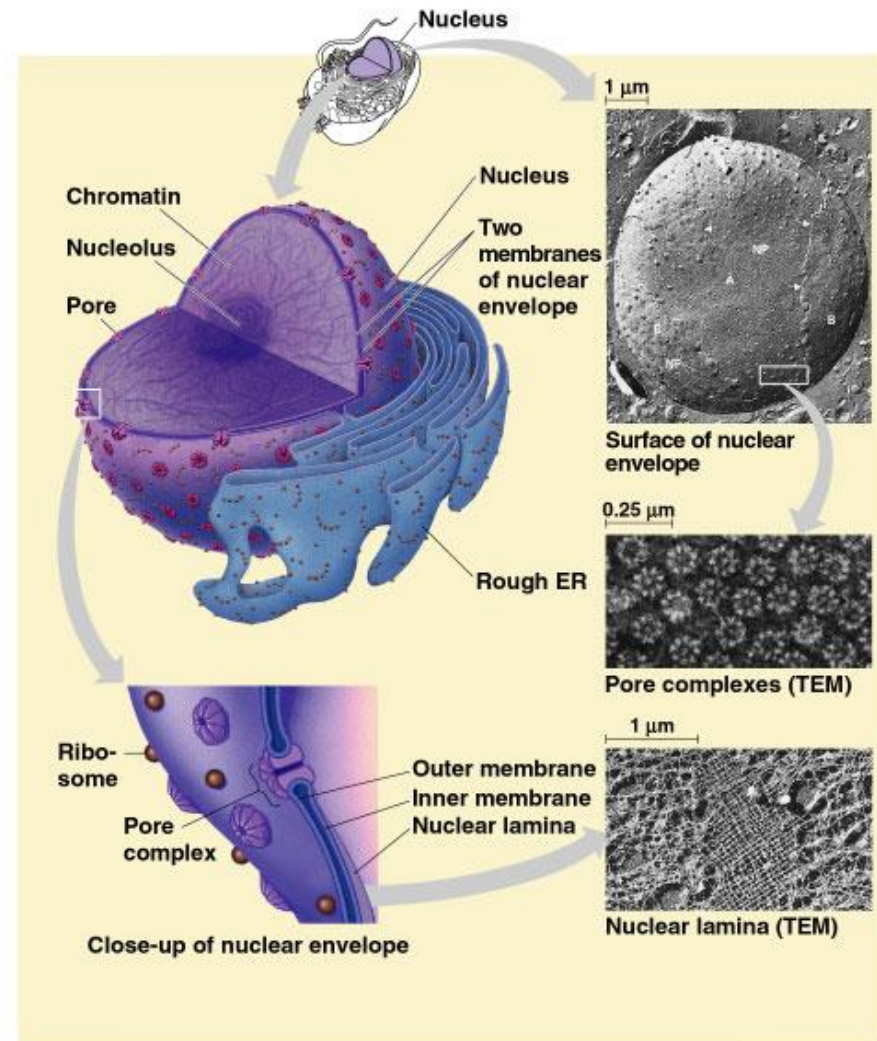 Nucleus
1 μm
Chromatin
Nucleolus
Pore
Nucleus
Two
membranes
of nuclear
envelope
NP
A
B
B
NP
Surface of nuclear
envelope
0.25 μm
Rough ER
Pore complexes (TEM)
1 μm
Ribo-
some
Pore
complex
Outer membrane
Inner membrane
Nuclear lamina
Close-up of nuclear envelope
Nuclear lamina (TEM)